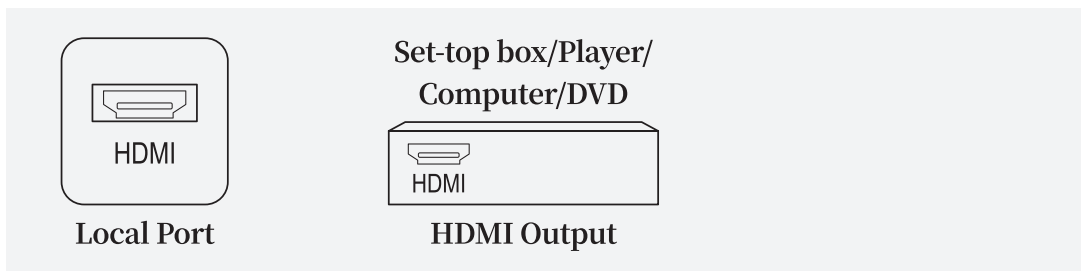 HDMI
Local Port
Set-top box/Player/
Computer/DVD
HDMI
HDMI Output